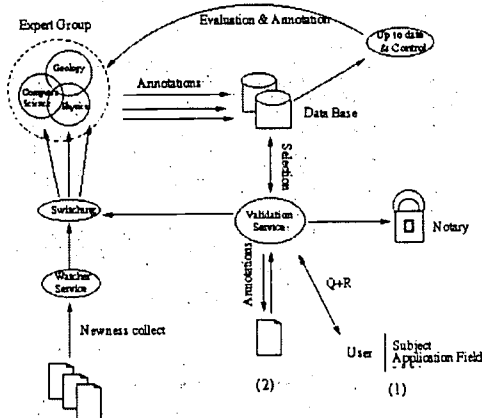 Evaluation & Annotation
Expert Group
Up to date
& Control
Geology
Computer
Science
Physics
Annotations
Data Base
Selection
Switching
Validation
Service
Notary
Annotations
Q+R
Watcher
Service
Newness collect
User
Subject
Application Field
(2)
(1)